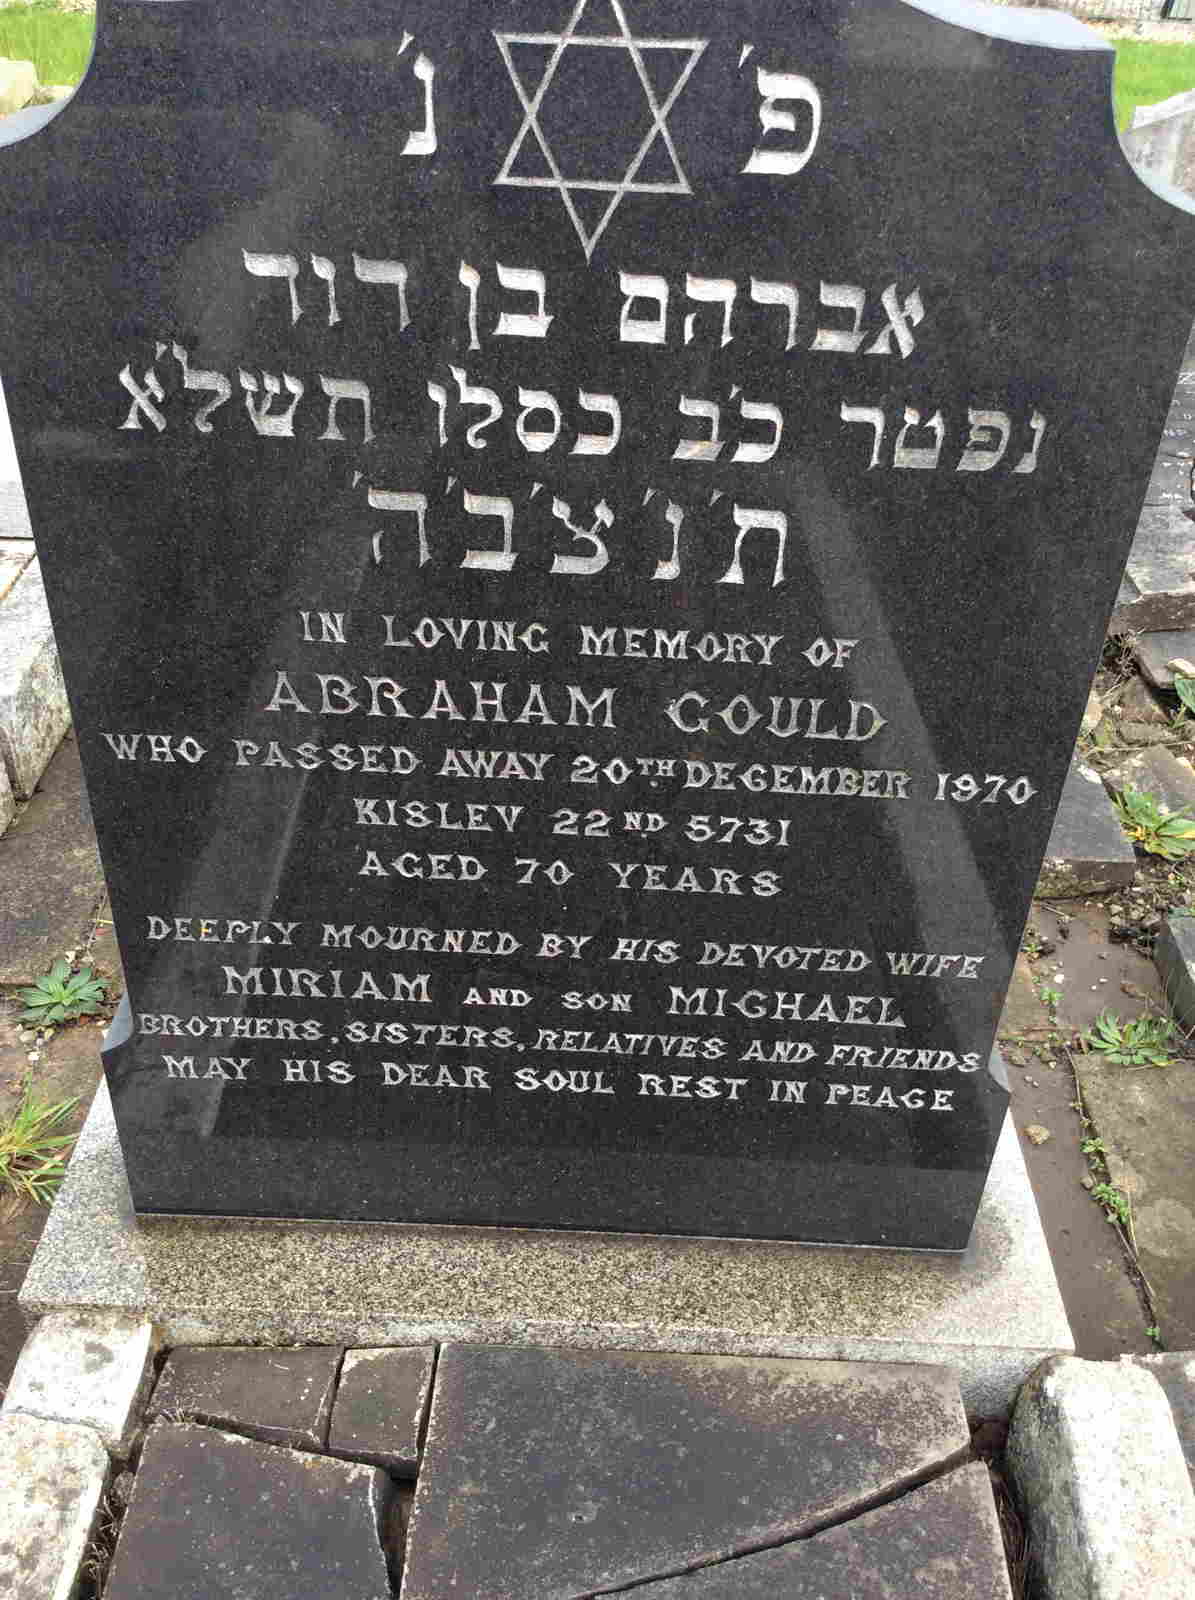 פ' נ'
אברהם בן דוד
נפטר כ'ב כסלו תשל'א
ת'נ'צ'ב'ה'
IN LOVING MEMORY OF
ABRAHAM GOULD
WHO PASSED AWAY 20TH DECEMBER 1970
KISLEV 22ND 5731
AGED 70 YEARS
DEEPLY MOURNED BY HIS DEVOTED WIFE
MIRIAM AND SON MICHAEL
BROTHERS, SISTERS, RELATIVES AND FRIENDS
MAY HIS DEAR SOUL REST IN PEACE